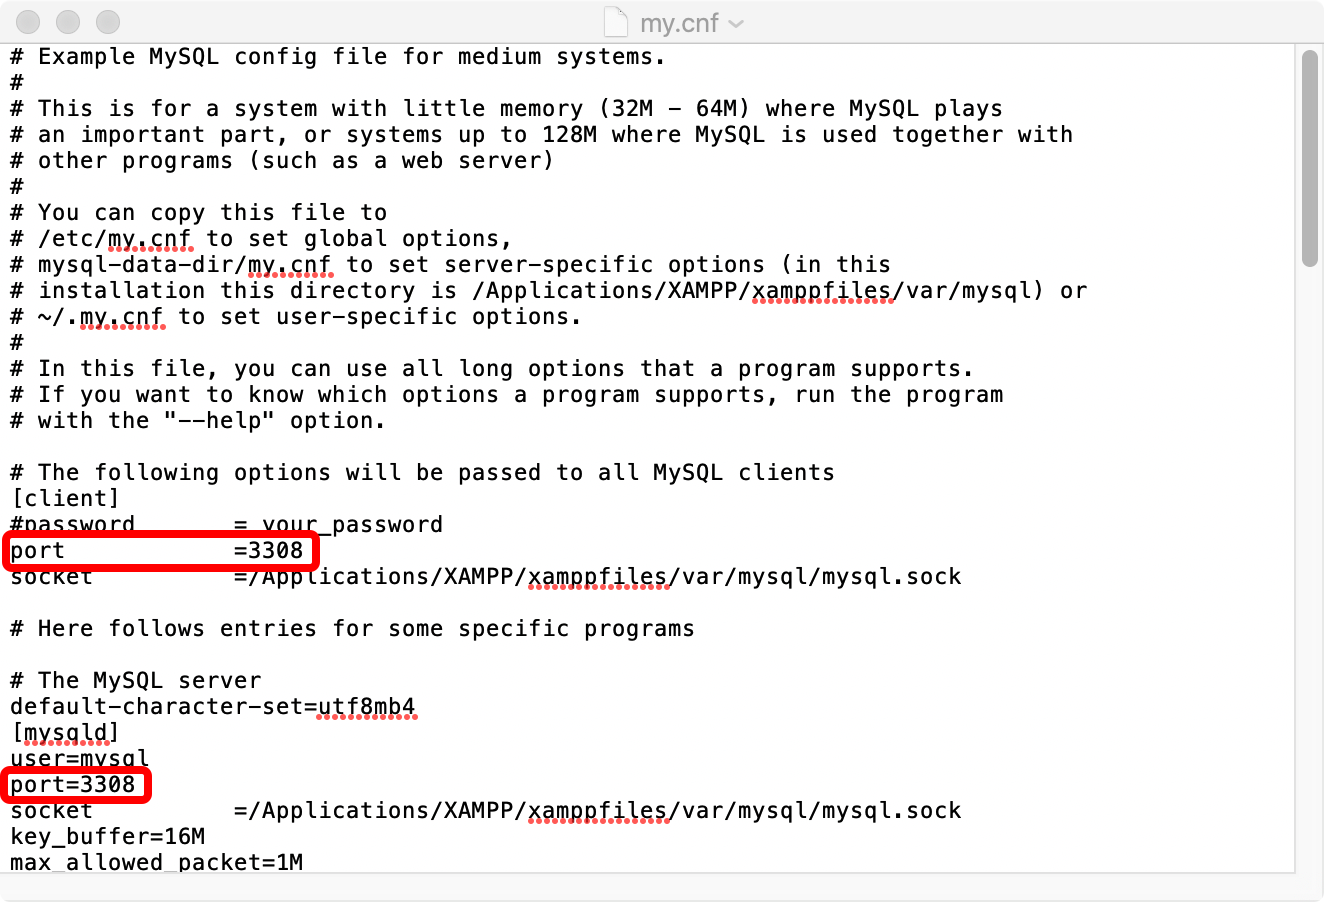 my.cnf
# Example MySQL config file for medium systems.
#
# This is for a system with little memory (32M - 64M) where MySQL plays
# an important part, or systems up to 128M where MySQL is used together with
# other programs (such as a web server)
#
# You can copy this file to
# /etc/my.cnf to set global options,
# mysql-data-dir/my.cnf to set server-specific options (in this
# installation this directory is /Applications/XAMPP/xamppfiles/var/mysql) or
# ~/.my.cnf to set user-specific options.
#
# In this file, you can use all long options that a program supports.
# If you want to know which options a program supports, run the program
# with the "--help" option.

# The following options will be passed to all MySQL clients
[client]
#password       = your_password
port            =3308
socket          =/Applications/XAMPP/xamppfiles/var/mysql/mysql.sock

# Here follows entries for some specific programs

# The MySQL server
default-character-set=utf8mb4
[mysqld]
user=mysql
port=3308
socket          =/Applications/XAMPP/xamppfiles/var/mysql/mysql.sock
key_buffer=16M
max_allowed_packet=1M